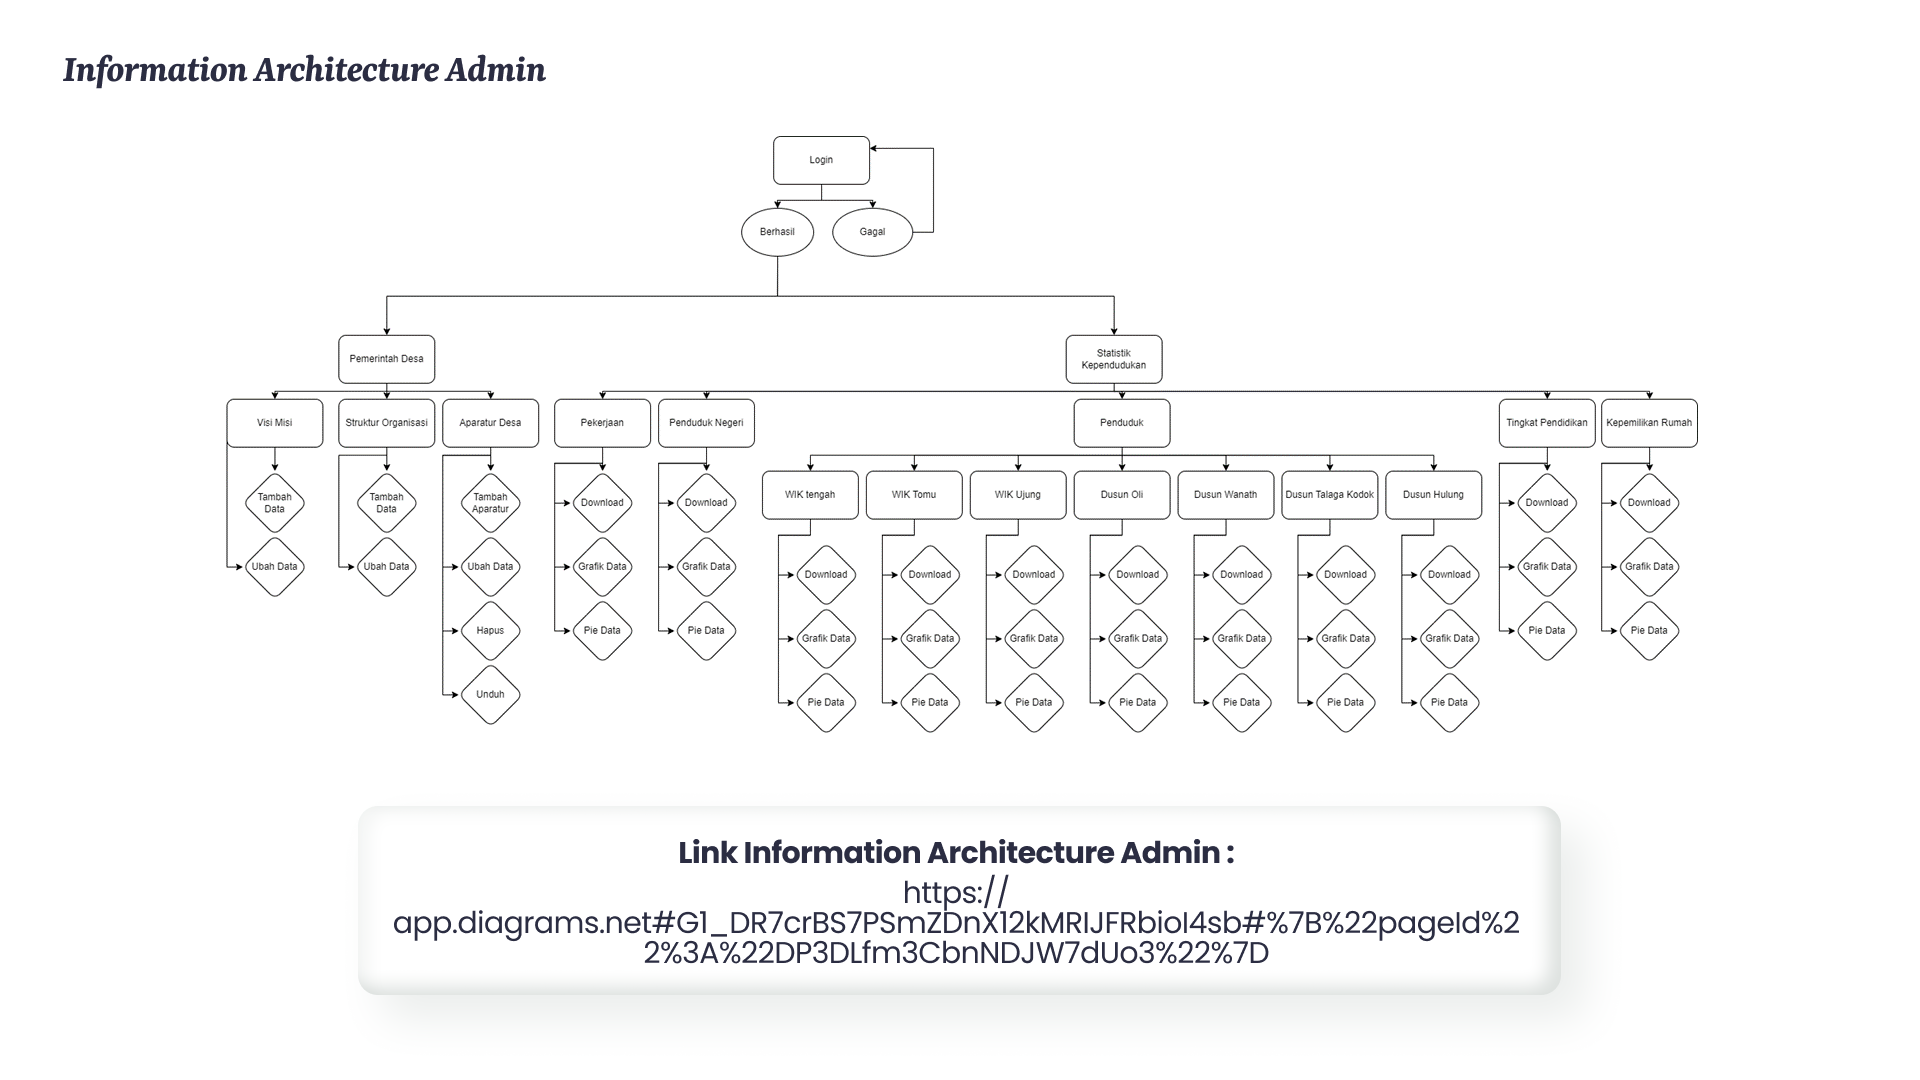 Information Architecture Admin
Login
Berhasil
Gagal
Pemerintah Desa
Statistik
Kependudukan
Visi Misi
Struktur Organisasi
Aparatur Desa
Pekerjaan
Penduduk Negeri
Penduduk
Tingkat Pendidikan
Kepemilikan Rumah
WIK tengah
WIK Tomu
WIK Ujung
Dusun Oli
Dusun Wanath
Dusun Talaga Kodok
Dusun Hulung
Tambah
Data
Tambah
Data
Tambah
Aparatur
Download
Download
Download
Download
Ubah Data
Ubah Data
Ubah Data
Grafik Data
Grafik Data
Download
Download
Download
Download
Download
Download
Download
Grafik Data
Grafik Data
Hapus
Pie Data
Pie Data
Grafik Data
Grafik Data
Grafik Data
Grafik Data
Grafik Data
Grafik Data
Grafik Data
Pie Data
Pie Data
Unduh
Pie Data
Pie Data
Pie Data
Pie Data
Pie Data
Pie Data
Pie Data
Link Information Architecture Admin :
https://
app.diagrams.net#G1_DR7crBS7PSmZDnX12kMRIJFRbioI4sb#%7B%22pageId%2
2%3A%22DP3DLfm3CbnNDJW7dUo3%22%7D